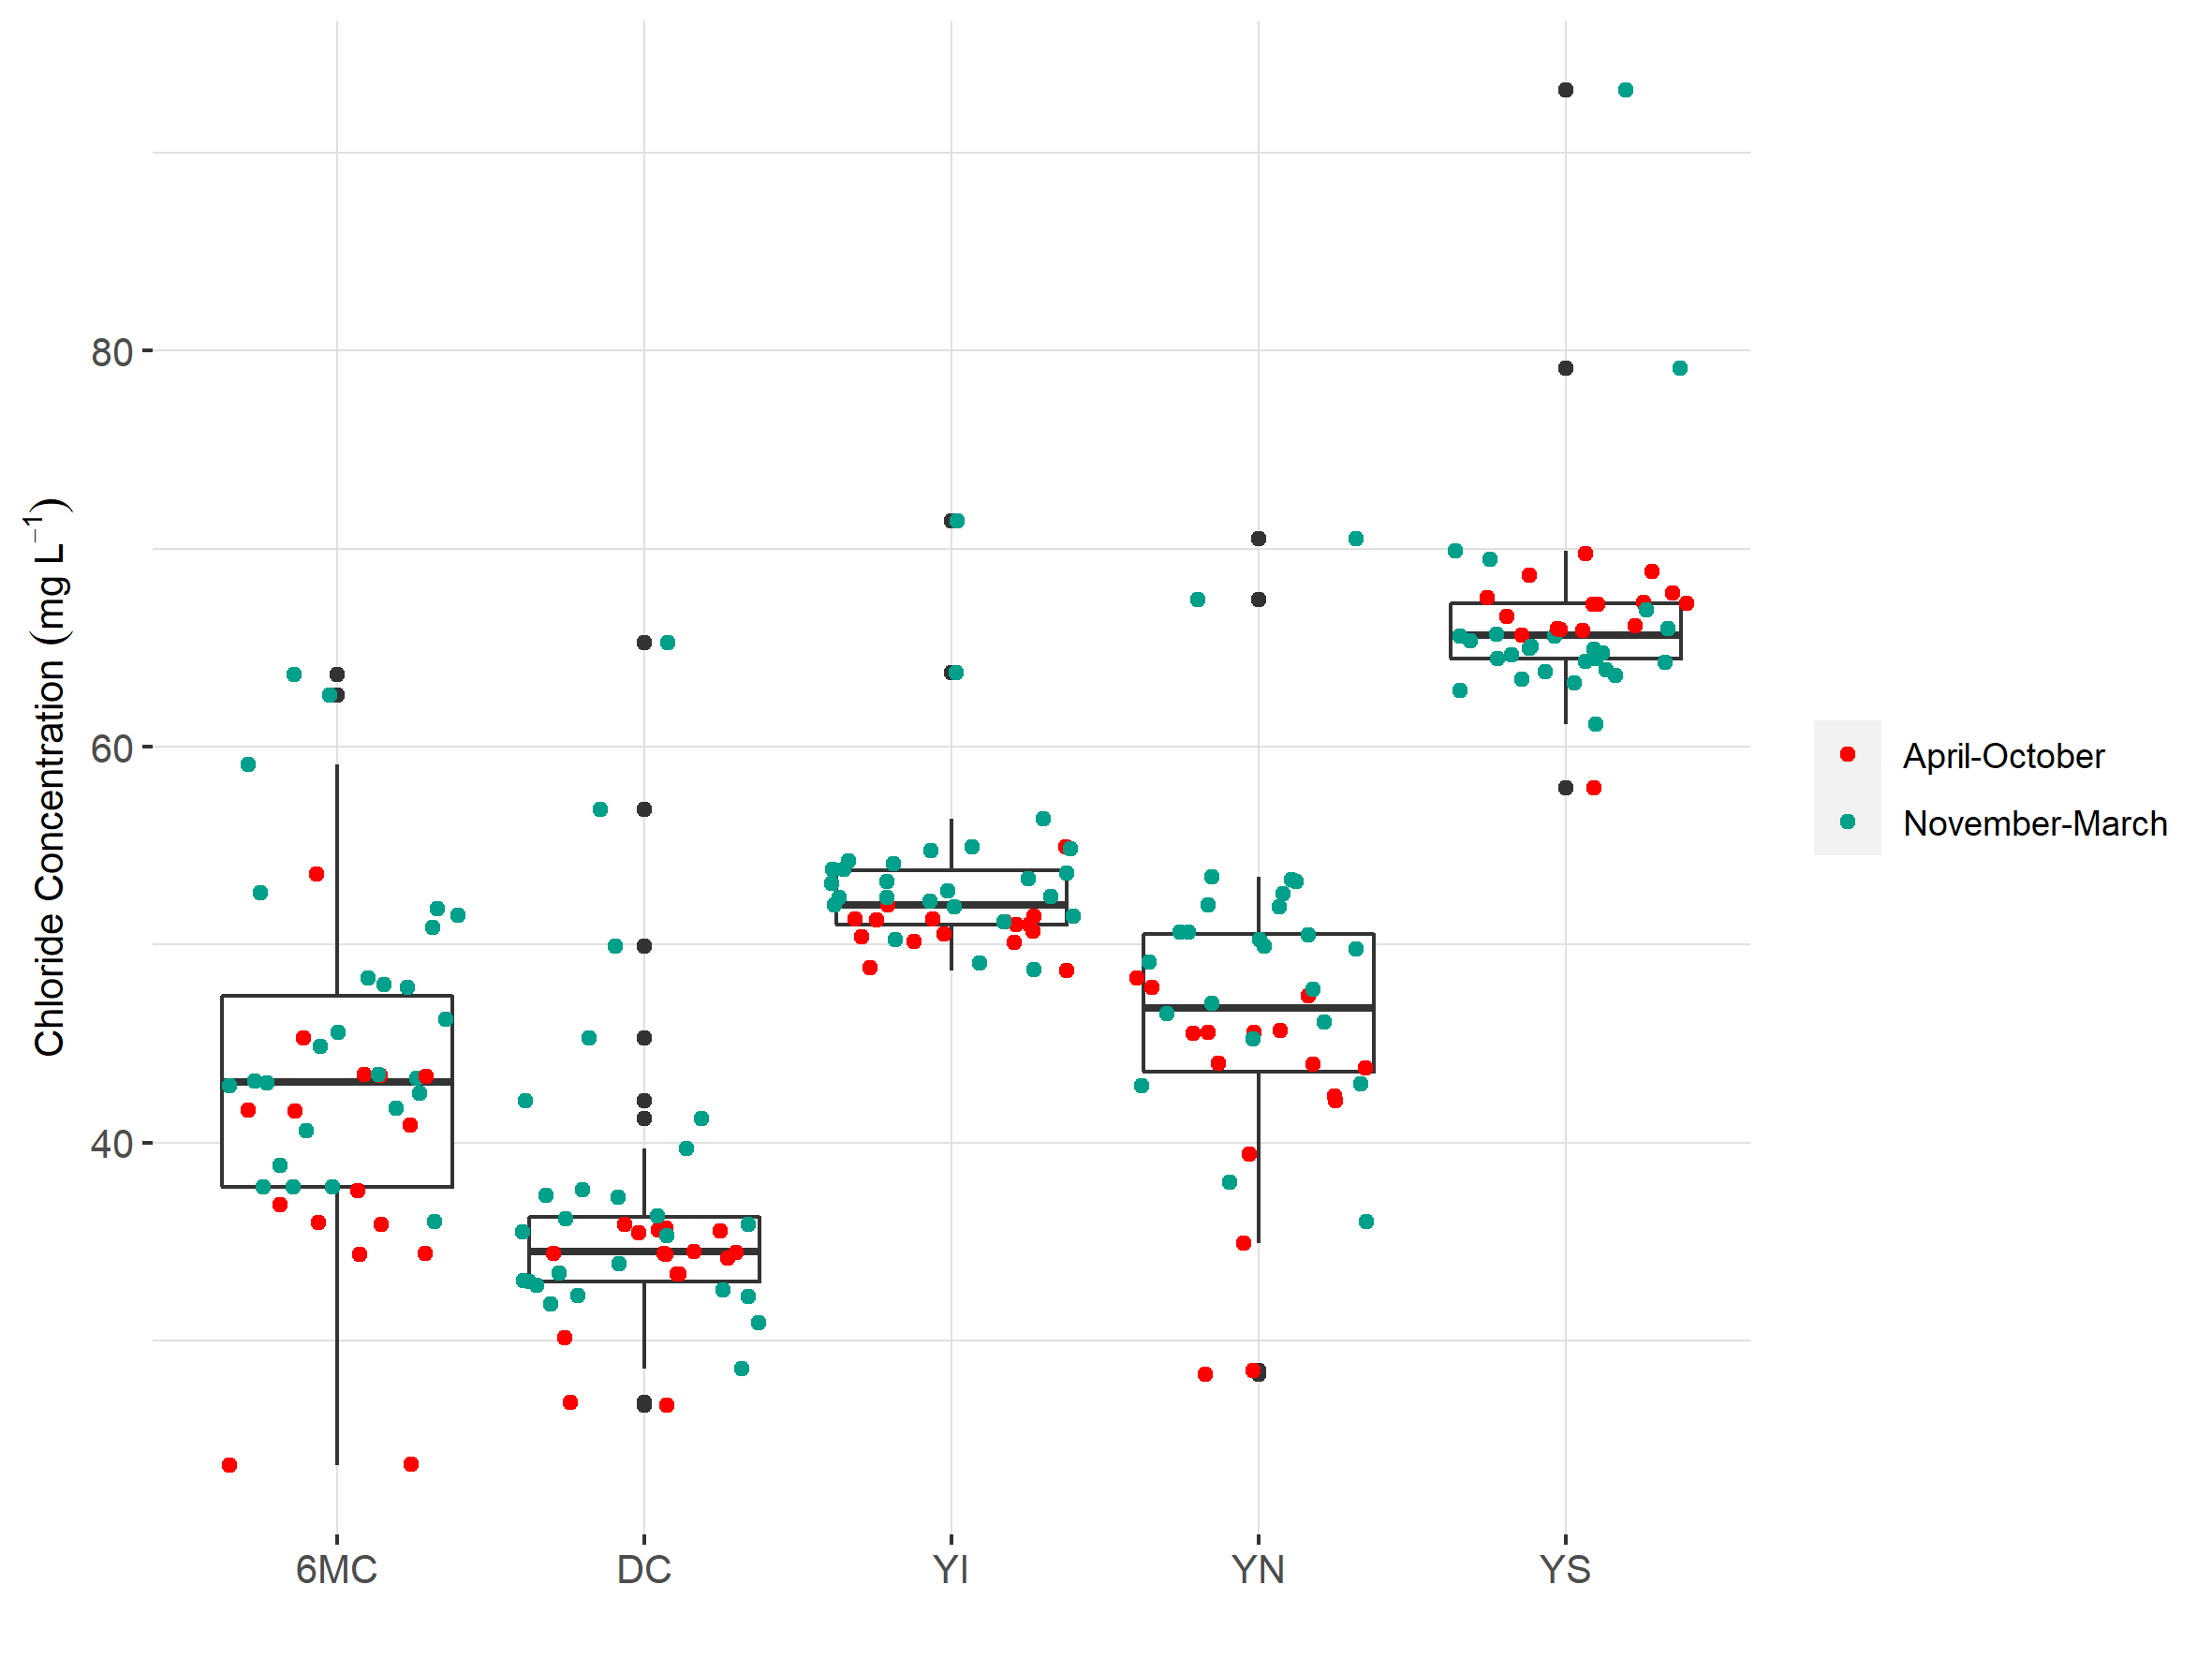 Chloride Concentration (mg L⁻¹)
80
60
40
6MC DC YI YN YS
April-October
November-March